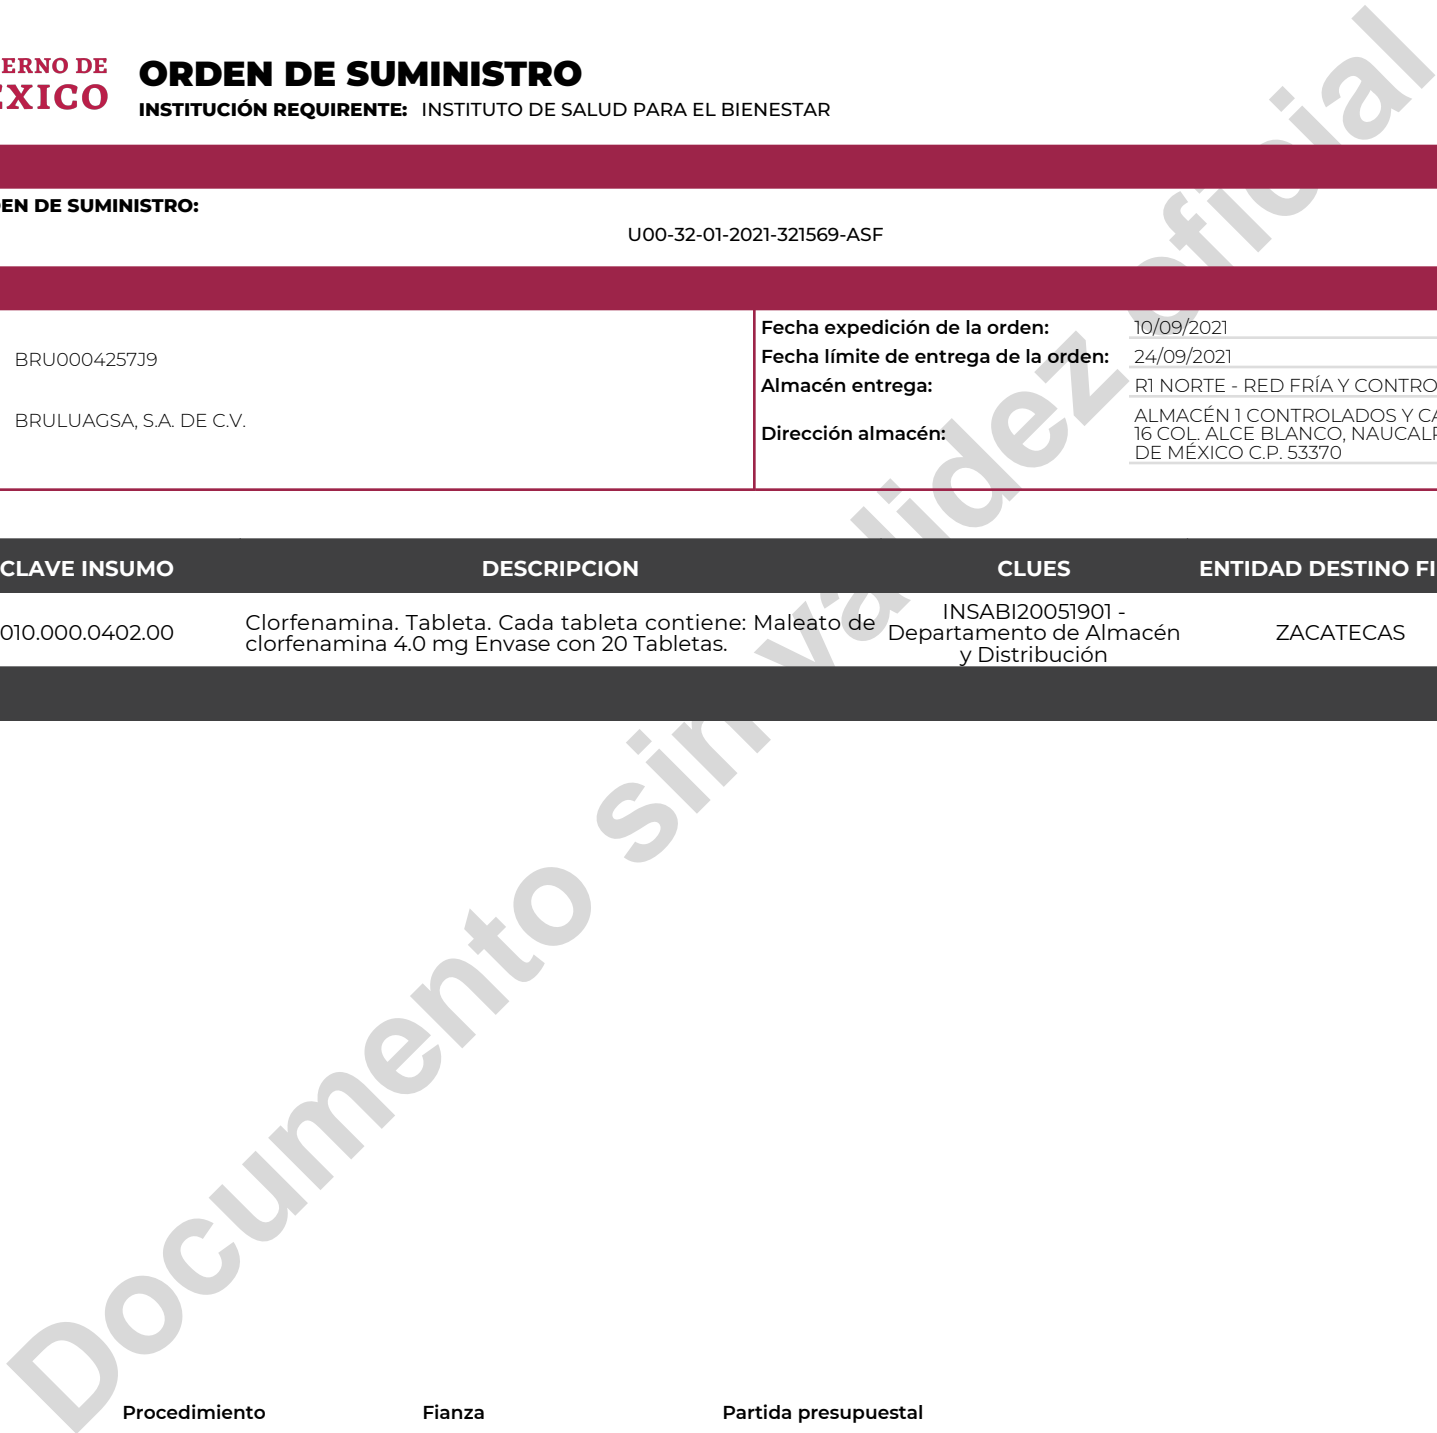 ERNO DE
ÉXICO
ORDEN DE SUMINISTRO
INSTITUCIÓN REQUIRENTE: INSTITUTO DE SALUD PARA EL BIENESTAR
EN DE SUMINISTRO:
U00-32-01-2021-321569-ASF
BRU0004257J9
BRULUAGSA, S.A. DE C.V.
Fecha expedición de la orden: 10/09/2021
Fecha límite de entrega de la orden: 24/09/2021
Almacén entrega: R1 NORTE - RED FRÍA Y CONTRO
Dirección almacén: ALMACÉN 1 CONTROLADOS Y CA
16 COL. ALCE BLANCO, NAUCALP
DE MÉXICO C.P. 53370
CLAVE INSUMO DESCRIPCION CLUES ENTIDAD DESTINO FI
010.000.0402.00
Clorfenamina. Tableta. Cada tableta contiene: Maleato de
clorfenamina 4.0 mg Envase con 20 Tabletas.
INSABI20051901 -
Departamento de Almacén
y Distribución
ZACATECAS
Documento sin validez oficial
Procedimiento Fianza Partida presupuestal